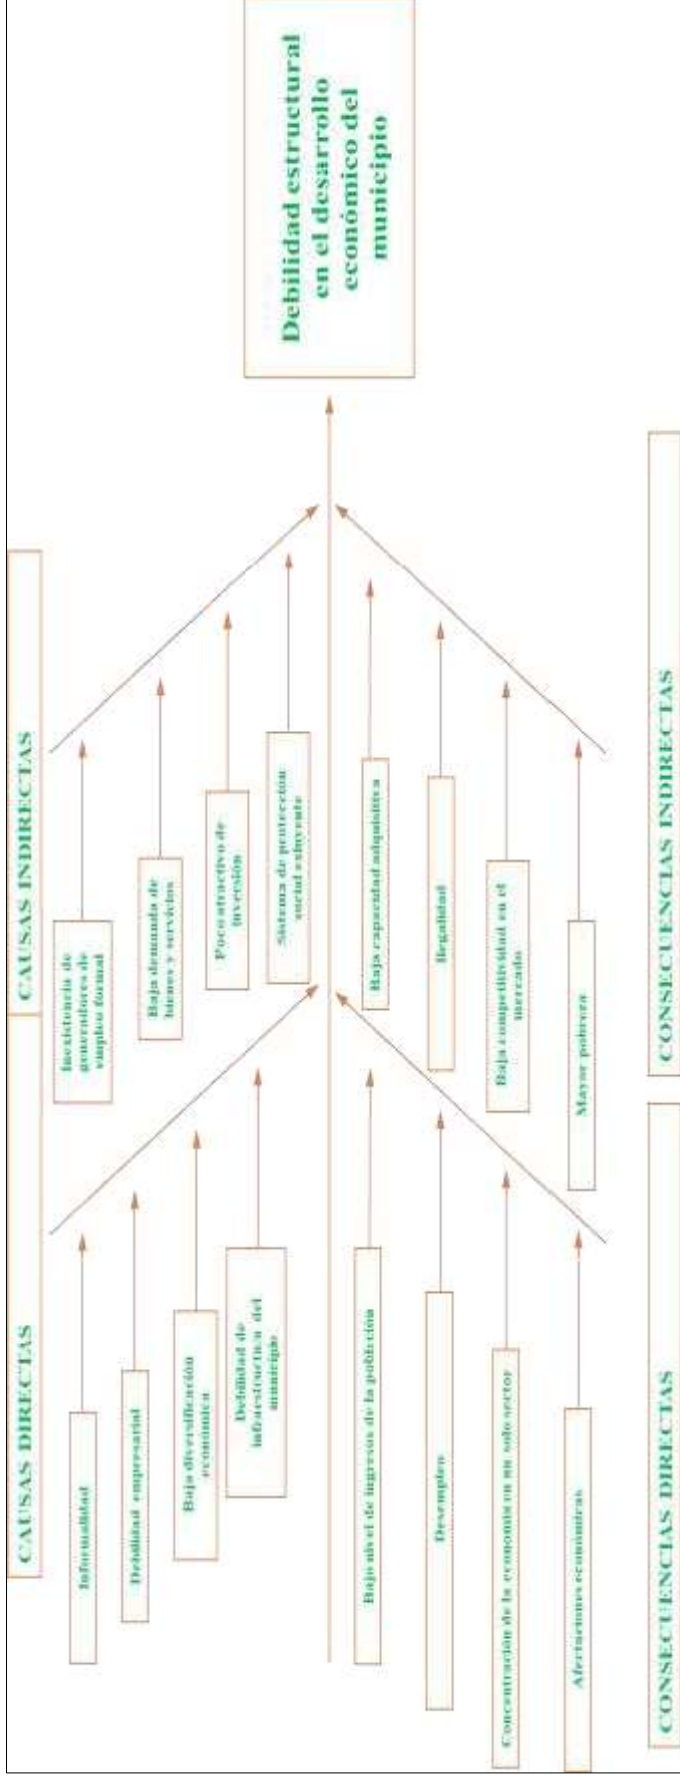 CAUSAS DIRECTAS
CAUSAS INDIRECTAS
Informalidad
Debilidad empresarial
Baja diversificación
económica
Debilidad de
infraestructura del
municipio
Inexistencia de
generadores de
empleo formal
Baja demanda de
bienes y servicios
Poco atractivo de
inversión
Sistema de protección
social exluyente
Debilidad estructural
en el desarrollo
económico del
municipio
Bajo nivel de ingresos de la población
Desempleo
Concentración de la economía en un solo sector
Afectaciones económicas
Baja capacidad adquisitiva
Ilegalidad
Baja competitividad en el
mercado
Mayor pobreza
CONSECUENCIAS DIRECTAS
CONSECUENCIAS INDIRECTAS